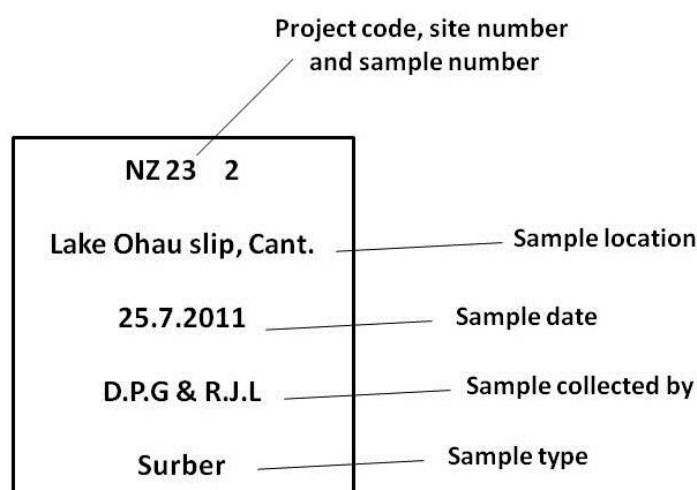 Project code, site number
and sample number
NZ 23 2
Lake Ohau slip, Cant.
Sample location
25.7.2011
Sample date
D.P.G & R.J.L
Sample collected by
Surber
Sample type